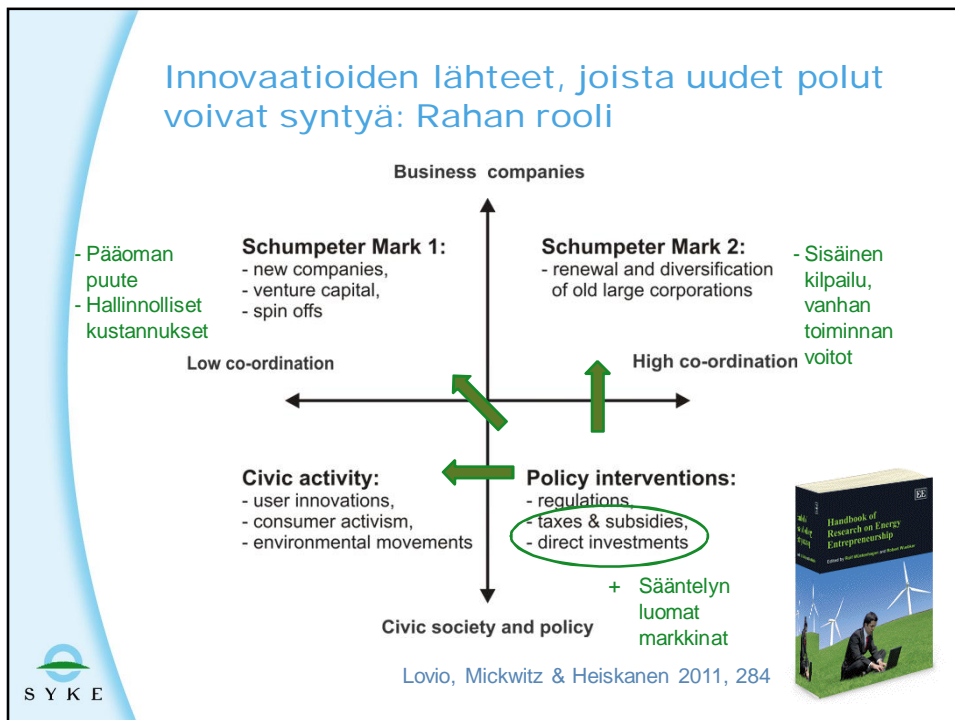 Innovaatioiden lähteet, joista uudet polut
voivat syntyä: Rahan rooli
Business companies
- Pääoman
puute
- Hallinnolliset
kustannukset
Schumpeter Mark 1:
- new companies,
- venture capital,
- spin offs
Schumpeter Mark 2:
- renewal and diversification
of old large corporations
- Sisäinen
kilpailu,
vanhan
toiminnan
voitot
Low co-ordination
High co-ordination
Civic activity:
- user innovations,
- consumer activism,
- environmental movements
Policy interventions:
- regulations,
- taxes & subsidies,
- direct investments
+ Sääntelyn
luomat
markkinat
Civic society and policy
EE
Handbook of
Research on Energy
Entrepreneurship
Lovio, Mickwitz & Heiskanen 2011, 284
SYKE